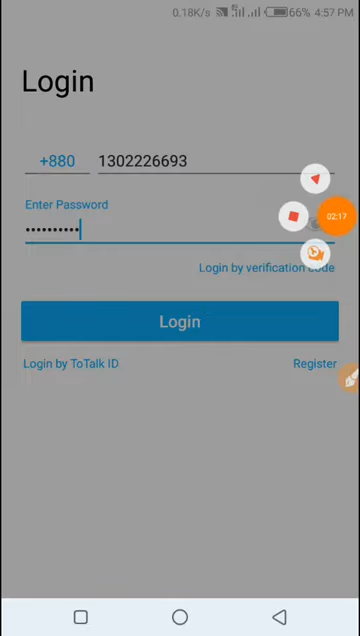 0.18K/s 66% 4:57 PM
Login
+880 1302226693
Enter Password
••••••••••
02:17
Login by verification code
Login
Login by ToTalk ID Register